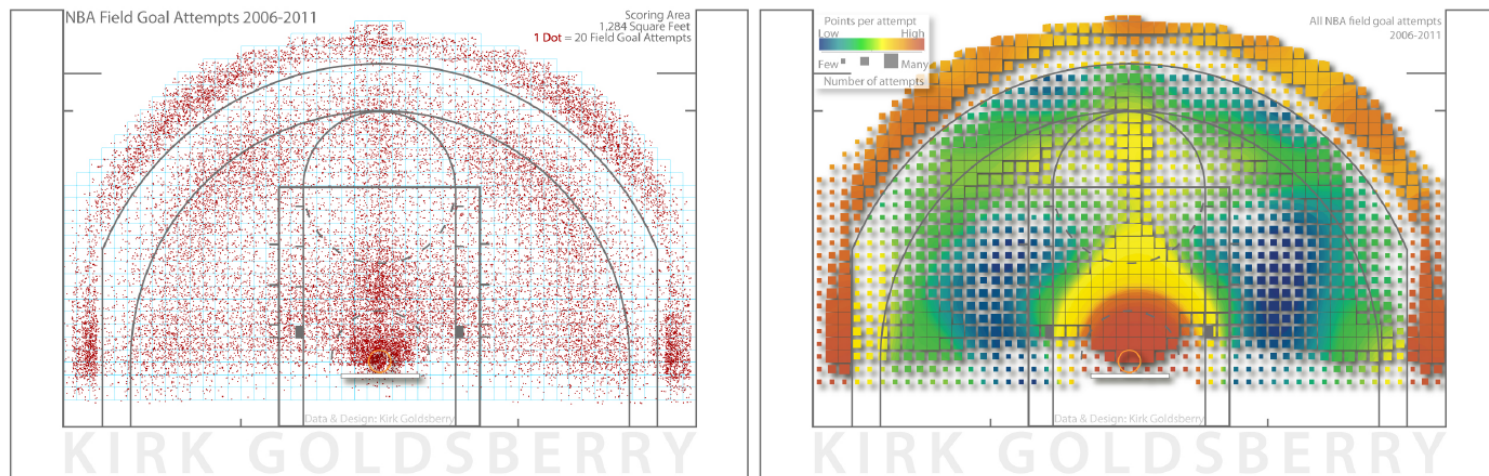 NBA Field Goal Attempts 2006-2011
Scoring Area
1,284 Square Feet
1 Dot = 20 Field Goal Attempts
Data & Design: Kirk Goldsberry
KIRK GOLDSBERRY
Points per attempt
Low High
Few Many
Number of attempts
All NBA field goal attempts
2006-2011
Data & Design: Kirk Goldsberry
KIRK GOLDSBERRY